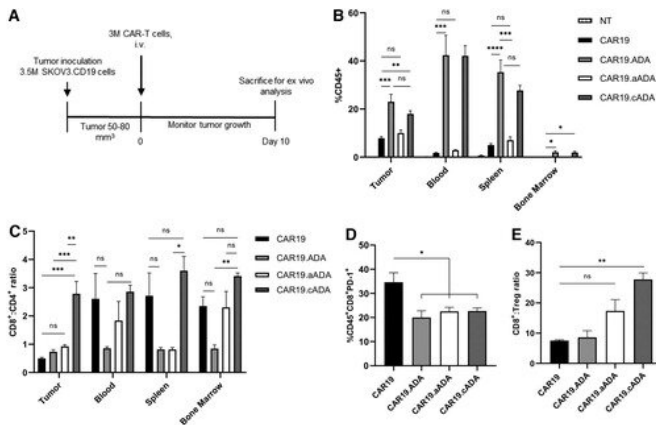 A
3M CAR-T cells,
i.v.
Tumor inoculation
3.5M SKOV3.CD19 cells
Sacrifice for ex vivo
analysis
Tumor 50-80
mm³
0
Monitor tumor growth
Day 10
B
%CD45+
60
40
20
0
ns
**
***
ns
ns
***
ns
***
****
ns
*
*
Tumor
Blood
Spleen
Bone Marrow
NT
CAR19
CAR19.ADA
CAR19.aADA
CAR19.cADA
C
CD8⁺:CD4⁺ ratio
5
4
3
2
1
0
**
***
***
ns
ns
ns
ns
ns
*
ns
ns
**
Tumor
Blood
Spleen
Bone Marrow
CAR19
CAR19.ADA
CAR19.aADA
CAR19.cADA
D
%CD45⁺CD8⁺PD-1⁺
50
40
30
20
10
0
*
CAR19
CAR19.ADA
CAR19.aADA
CAR19.cADA
E
CD8⁺:Treg ratio
40
30
20
10
0
**
ns
CAR19
CAR19.ADA
CAR19.aADA
CAR19.cADA